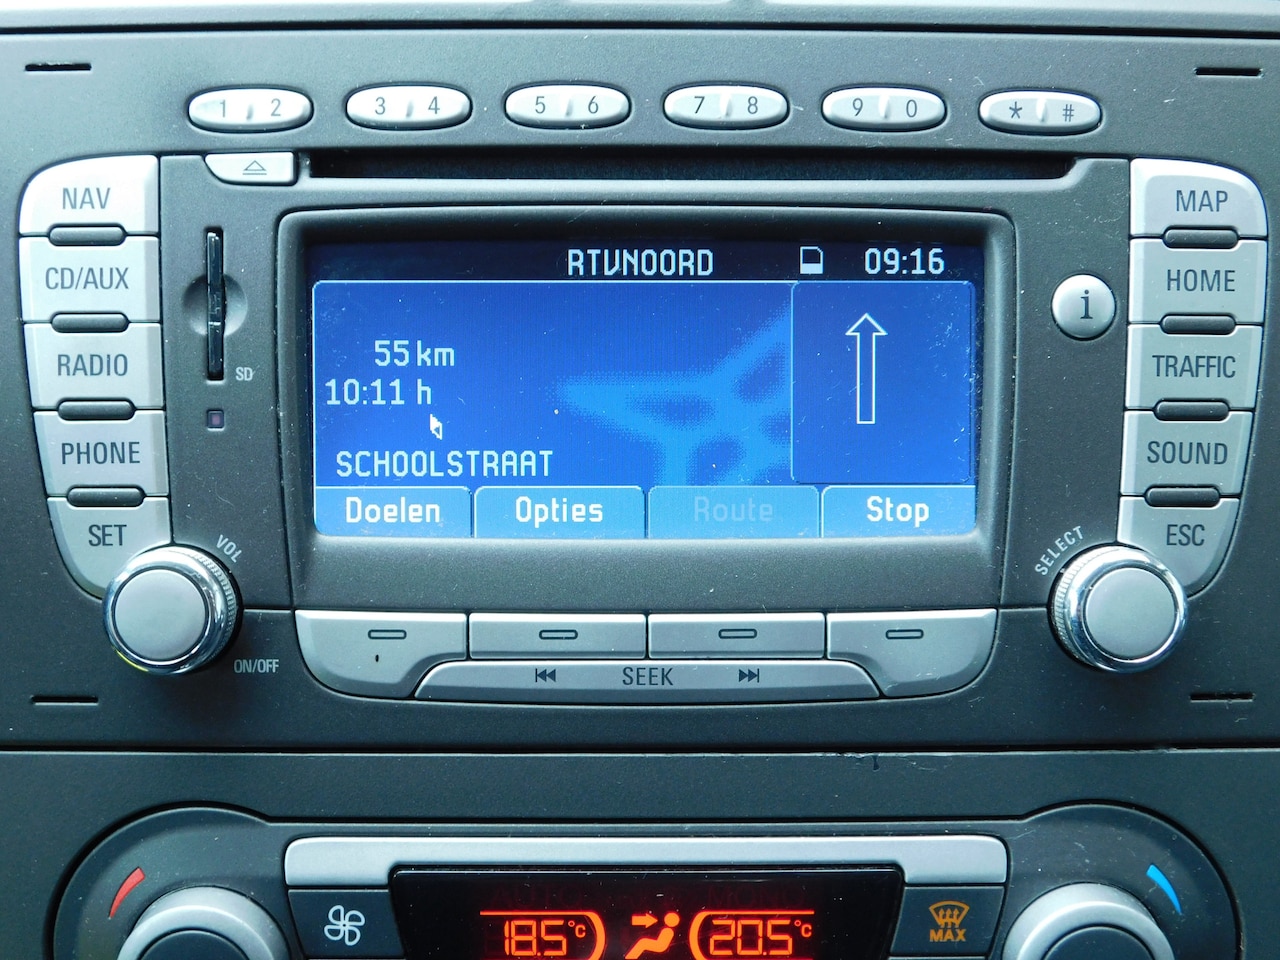 1 2 3 4 5 6 7 8 9 0 * #
NAV
CD/AUX
RADIO
PHONE
SET
VOL
ON/OFF
SD
RTVNOORD 09:16
55 km
10:11 h
SCHOOLSTRAAT
Doelen Opties Route Stop
SEEK
i
MAP
HOME
TRAFFIC
SOUND
ESC
SELECT
18.5°C 20.5°C
MAX